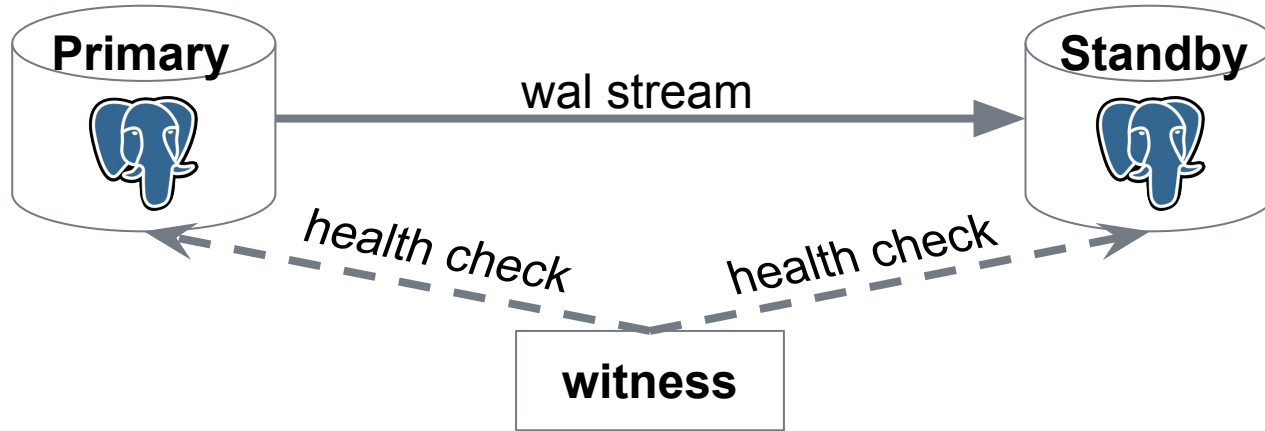 Primary
Standby
wal stream
health check
health check
witness